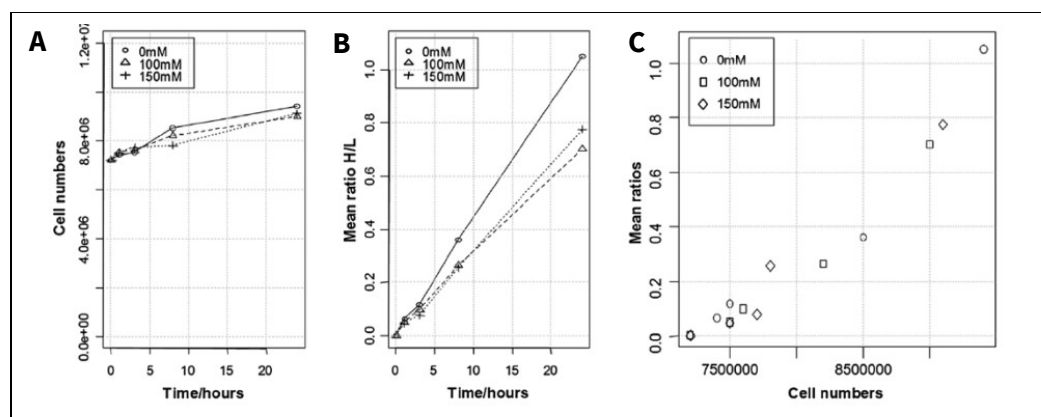 A
0mM
100mM
150mM
1.2e+07
8.0e+06
4.0e+06
0.0e+00
Cell numbers
0 5 10 15 20
Time/hours
B
0mM
100mM
150mM
1.0
0.8
0.6
0.4
0.2
0.0
Mean ratio H/L
0 5 10 15 20
Time/hours
C
0mM
100mM
150mM
1.0
0.8
0.6
0.4
0.2
0.0
Mean ratios
7500000 8500000
Cell numbers